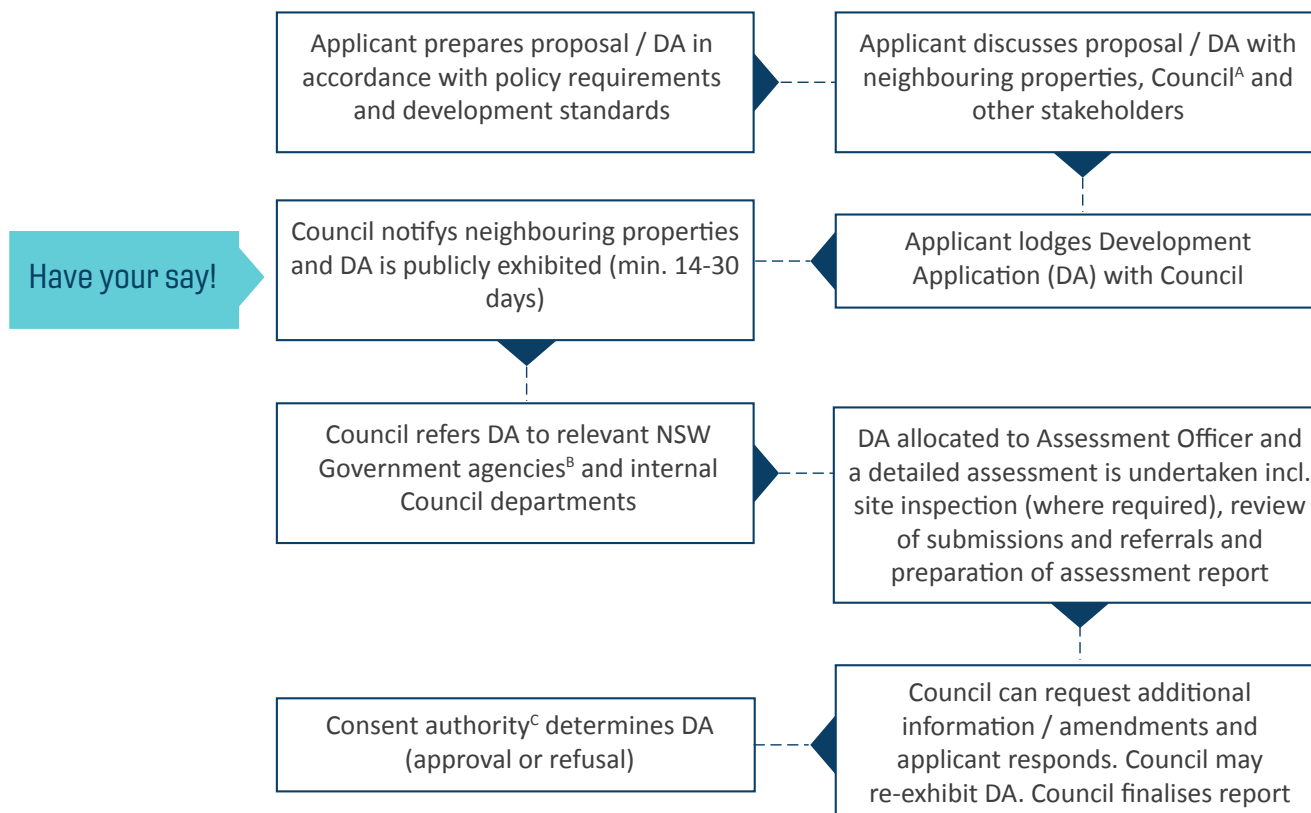 Applicant prepares proposal / DA in
accordance with policy requirements
and development standards
Applicant discusses proposal / DA with
neighbouring properties, Councilᴬ and
other stakeholders
Have your say!
Council notifys neighbouring properties
and DA is publicly exhibited (min. 14-30
days)
Applicant lodges Development
Application (DA) with Council
Council refers DA to relevant NSW
Government agenciesᴮ and internal
Council departments
DA allocated to Assessment Officer and
a detailed assessment is undertaken incl.
site inspection (where required), review
of submissions and referrals and
preparation of assessment report
Consent authorityꟲ determines DA
(approval or refusal)
Council can request additional
information / amendments and
applicant responds. Council may
re-exhibit DA. Council finalises report